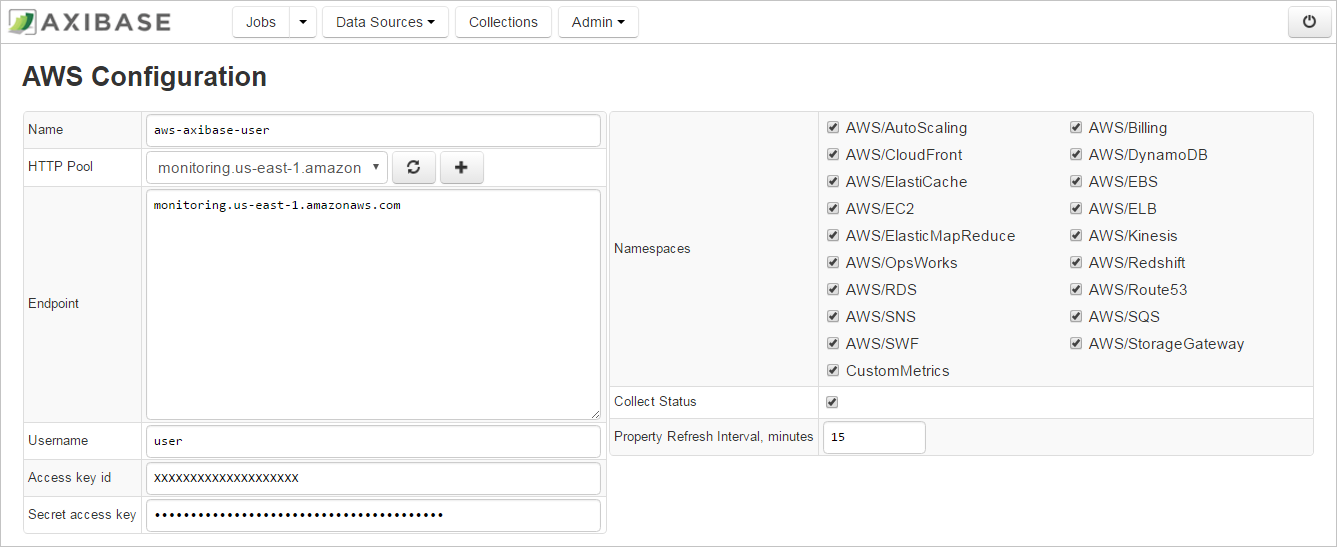 AXIBASE
Jobs Data Sources Collections Admin
AWS Configuration
Name aws-axibase-user
HTTP Pool monitoring.us-east-1.amazon
Endpoint monitoring.us-east-1.amazonaws.com
Username user
Access key id XXXXXXXXXXXXXXXXXXXX
Secret access key ••••••••••••••••••••••••••••••••••••••••
Namespaces
AWS/AutoScaling AWS/Billing
AWS/CloudFront AWS/DynamoDB
AWS/ElastiCache AWS/EBS
AWS/EC2 AWS/ELB
AWS/ElasticMapReduce AWS/Kinesis
AWS/OpsWorks AWS/Redshift
AWS/RDS AWS/Route53
AWS/SNS AWS/SQS
AWS/SWF AWS/StorageGateway
CustomMetrics
Collect Status
Property Refresh Interval, minutes 15